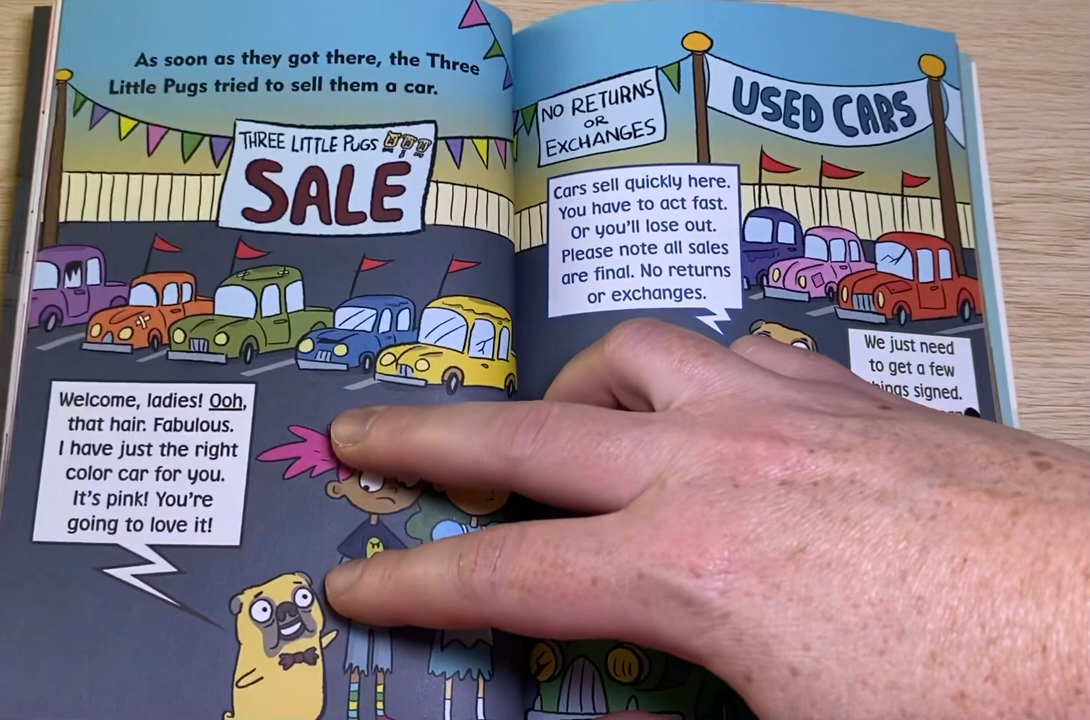 As soon as they got there, the Three
Little Pugs tried to sell them a car.
THREE LITTLE PUGS
SALE
Welcome, ladies! Ooh,
that hair. Fabulous.
I have just the right
color car for you.
It's pink! You're
going to love it!
NO RETURNS
OR
EXCHANGES
USED CARS
Cars sell quickly here.
You have to act fast.
Or you'll lose out.
Please note all sales
are final. No returns
or exchanges.
We just need
to get a few
signed.